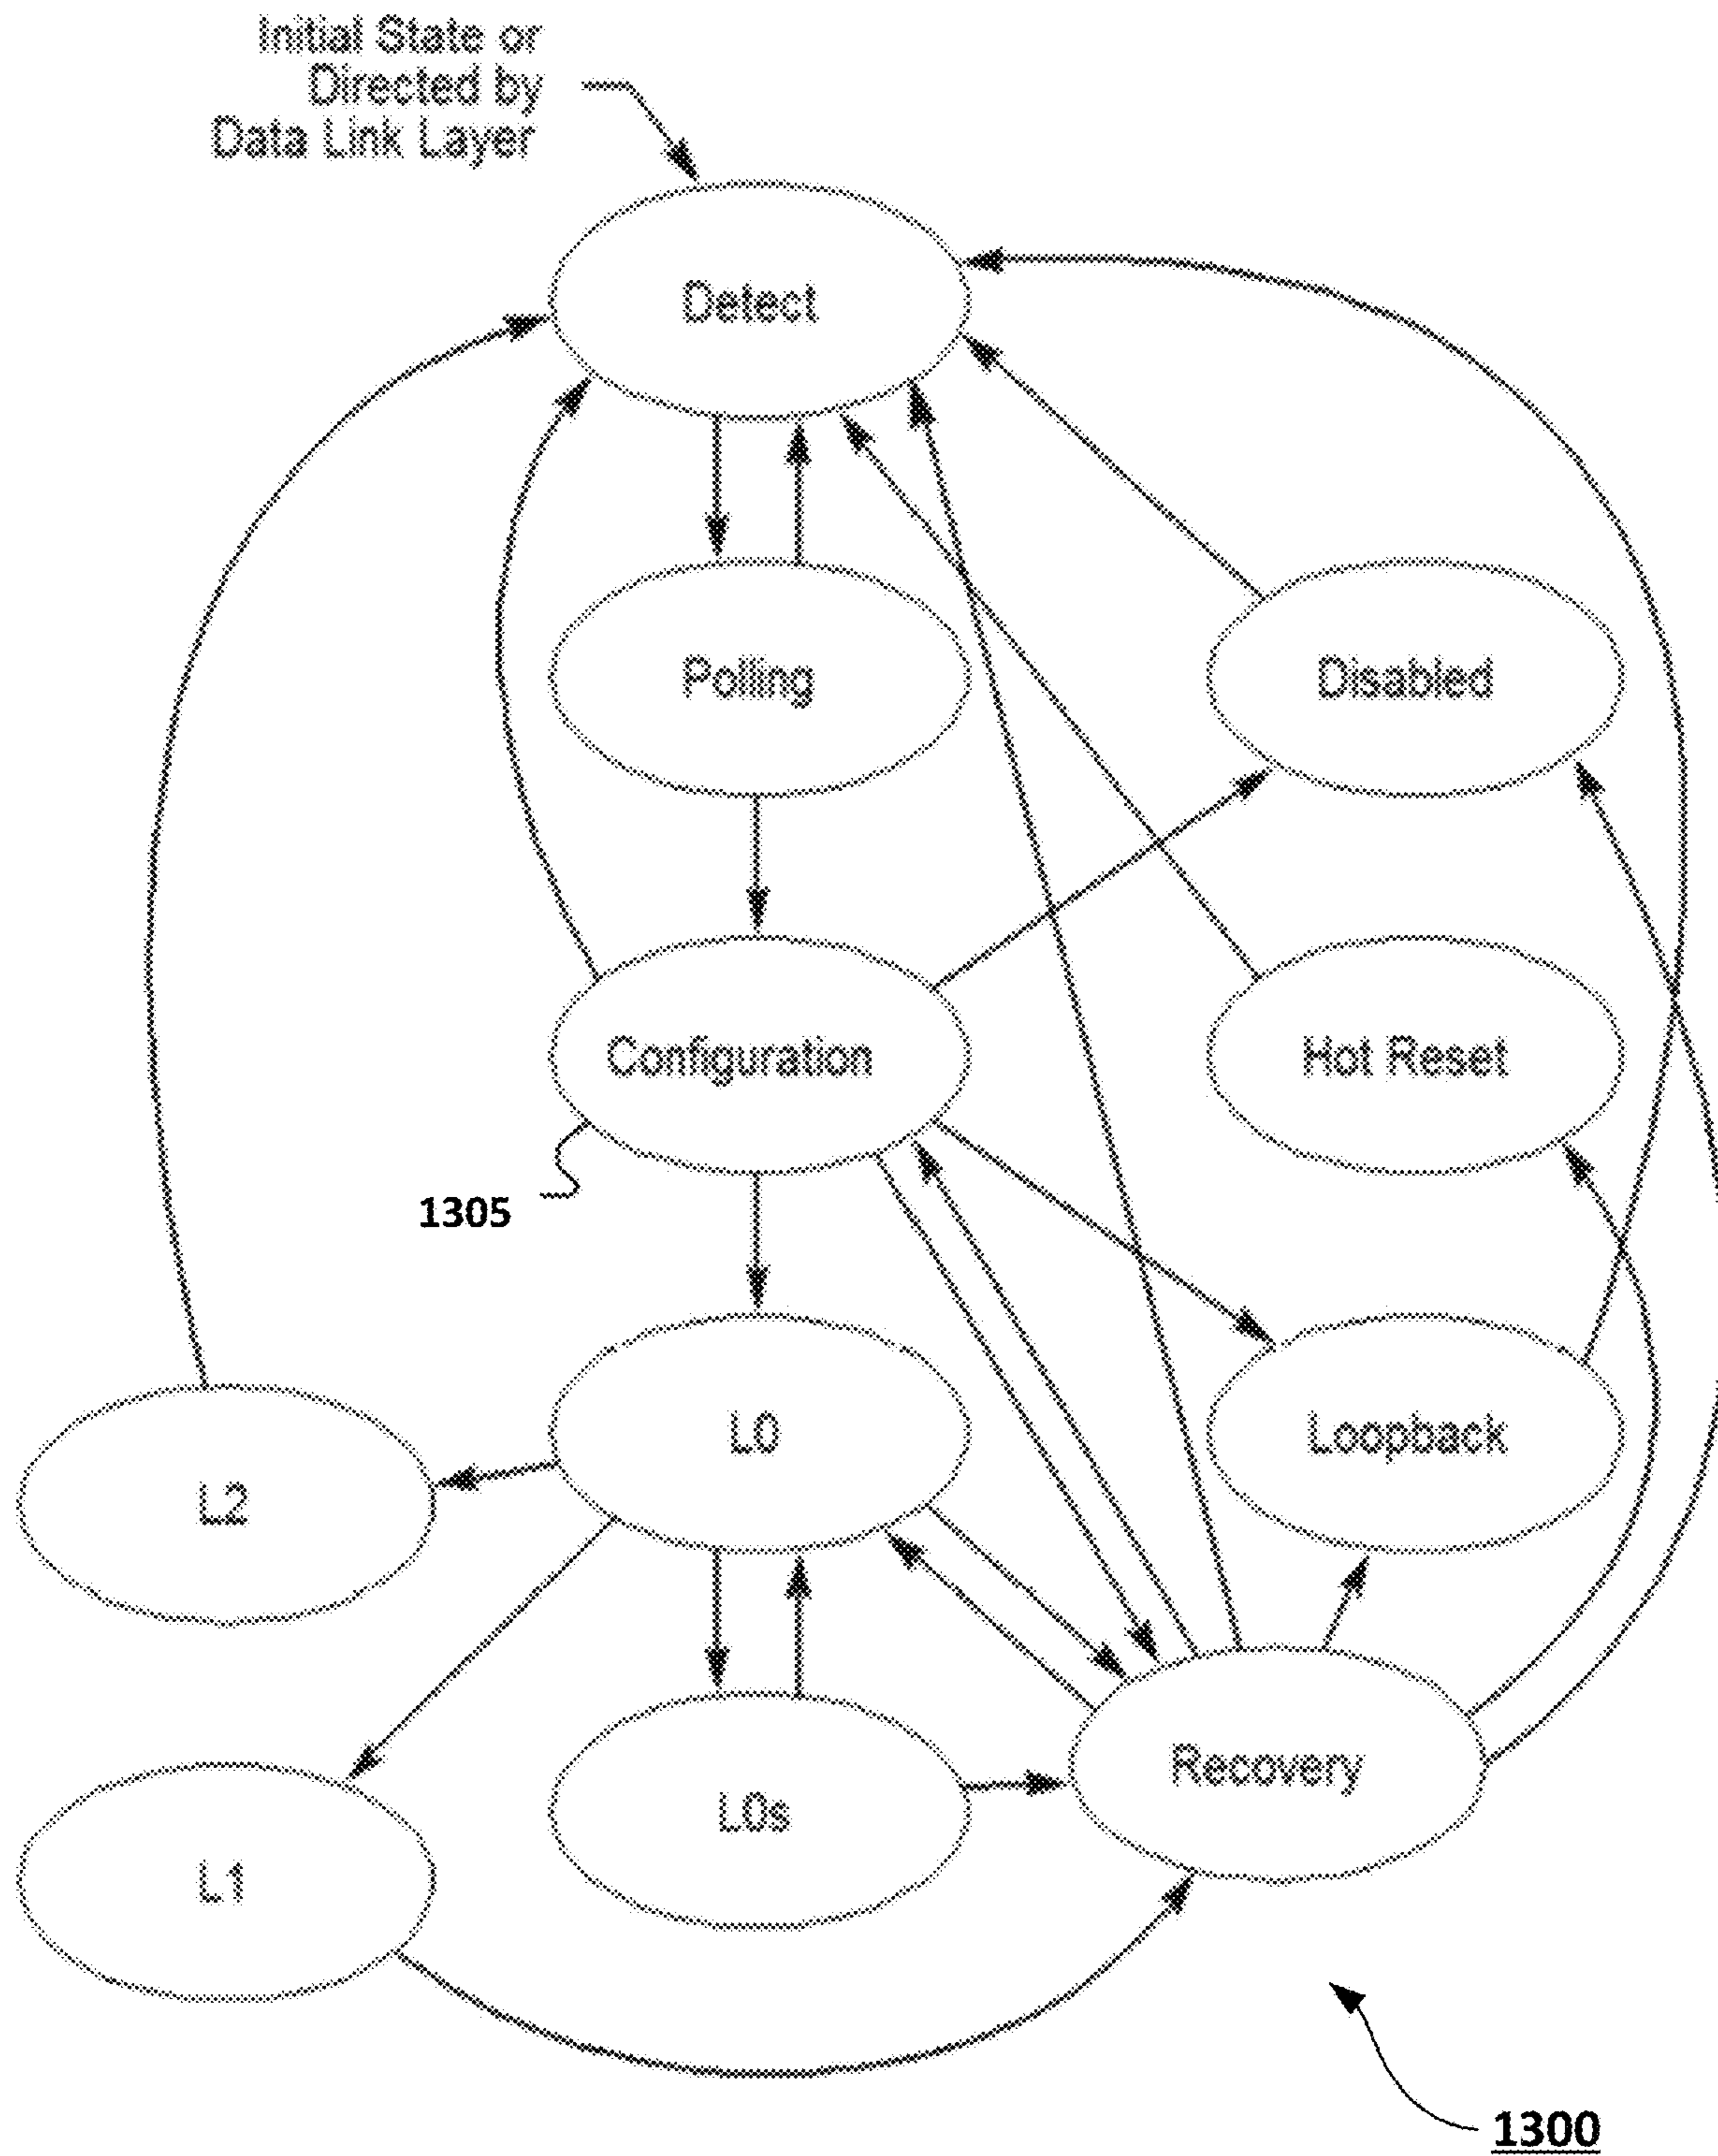 Initial State or
Directed by
Data Link Layer
Detect
Polling
Disabled
Configuration
Hot Reset
1305
L0
Loopback
L2
Recovery
L0s
L1
1300